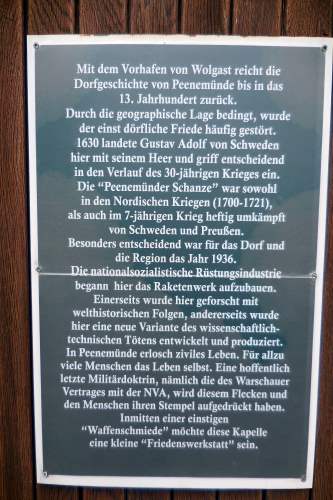 Mit dem Vorhafen von Wolgast reicht die
Dorfgeschichte von Peenemünde bis in das
13. Jahrhundert zurück.
Durch die geographische Lage bedingt, wurde
der einst dörfliche Friede häufig gestört.
1630 landete Gustav Adolf von Schweden
hier mit seinem Heer und griff entscheidend
in den Verlauf des 30-jährigen Krieges ein.
Die “Peenemünder Schanze” war sowohl
in den Nordischen Kriegen (1700-1721),
als auch im 7-jährigen Krieg heftig umkämpft
von Schweden und Preußen.
Besonders entscheidend war für das Dorf und
die Region das Jahr 1936.
Die nationalsozialistische Rüstungsindustrie
begann hier das Raketenwerk aufzubauen.
Einerseits wurde hier geforscht mit
welthistorischen Folgen, andererseits wurde
hier eine neue Variante des wissenschaftlich-
technischen Tötens entwickelt und produziert.
In Peenemünde erlosch ziviles Leben. Für allzu
viele Menschen das Leben selbst. Eine hoffentlich
letzte Militärdoktrin, nämlich die des Warschauer
Vertrages mit der NVA, wird diesem Flecken und
den Menschen ihren Stempel aufgedrückt haben.
Inmitten einer einstigen
“Waffenschmiede” möchte diese Kapelle
eine kleine “Friedenswerkstatt” sein.